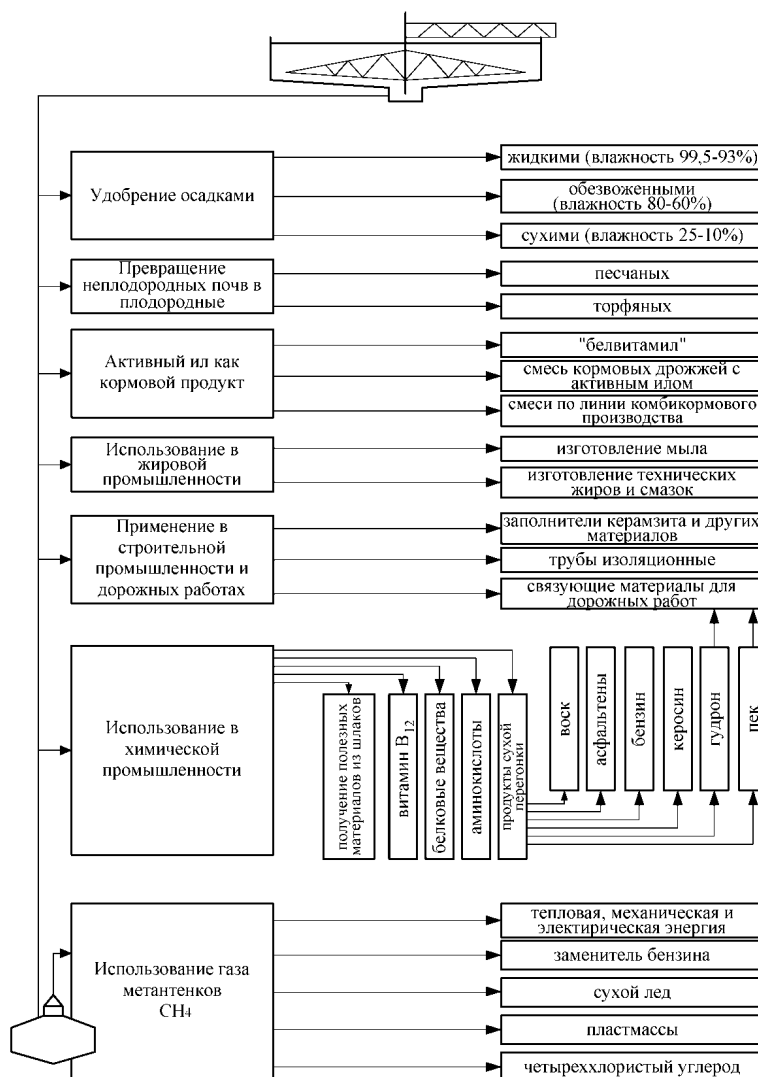 Удобрение осадками
жидкими (влажность 99,5-93%)
обезвоженными
(влажность 80-60%)
сухими (влажность 25-10%)
Превращение
неплодородных почв в
плодородные
песчаных
торфяных
Активный ил как
кормовой продукт
"белвитамил"
смесь кормовых дрожжей с
активным илом
смеси по линии комбикормового
производства
Использование в
жировой
промышленности
изготовление мыла
изготовление технических
жиров и смазок
Применение в
строительной
промышленности и
дорожных работах
заполнители керамзита и других
материалов
трубы изоляционные
связующие материалы для
дорожных работ
Использование в
химической
промышленности
получение полезных
материалов из шлаков
витамин B12
белковые вещества
аминокислоты
продукты сухой
перегонки
воск
асфальтены
бензин
керосин
гудрон
пек
Использование газа
метантенков
CH4
тепловая, механическая и
электирическая энергия
заменитель бензина
сухой лед
пластмассы
четыреххлористый углерод